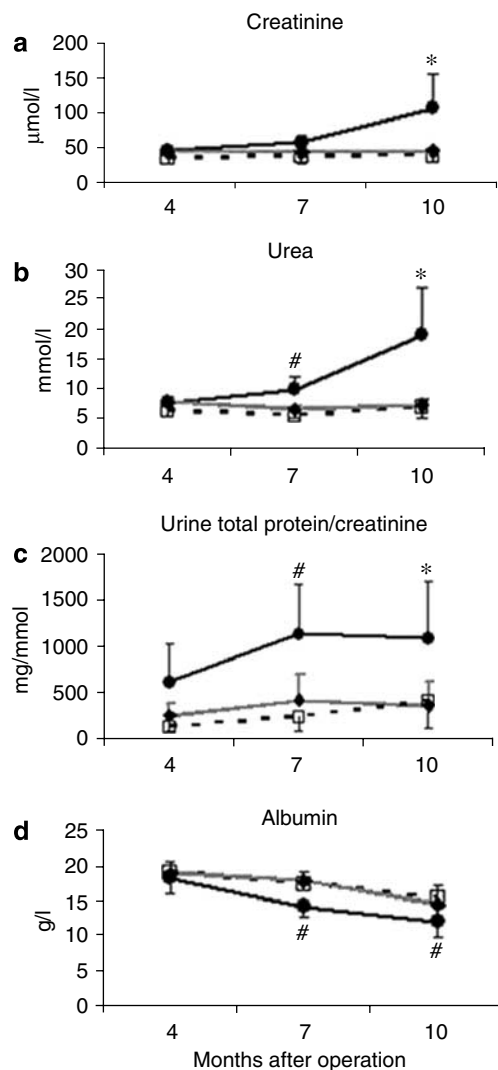 a
Creatinine
200
150
100
50
0
μmol/l
*
4 7 10
b
Urea
30
25
20
15
10
5
0
mmol/l
#
*
4 7 10
Urine total protein/creatinine
c
2000
1500
1000
500
0
mg/mmol
#
*
4 7 10
d
Albumin
25
20
15
10
5
0
g/l
#
#
4 7 10
Months after operation